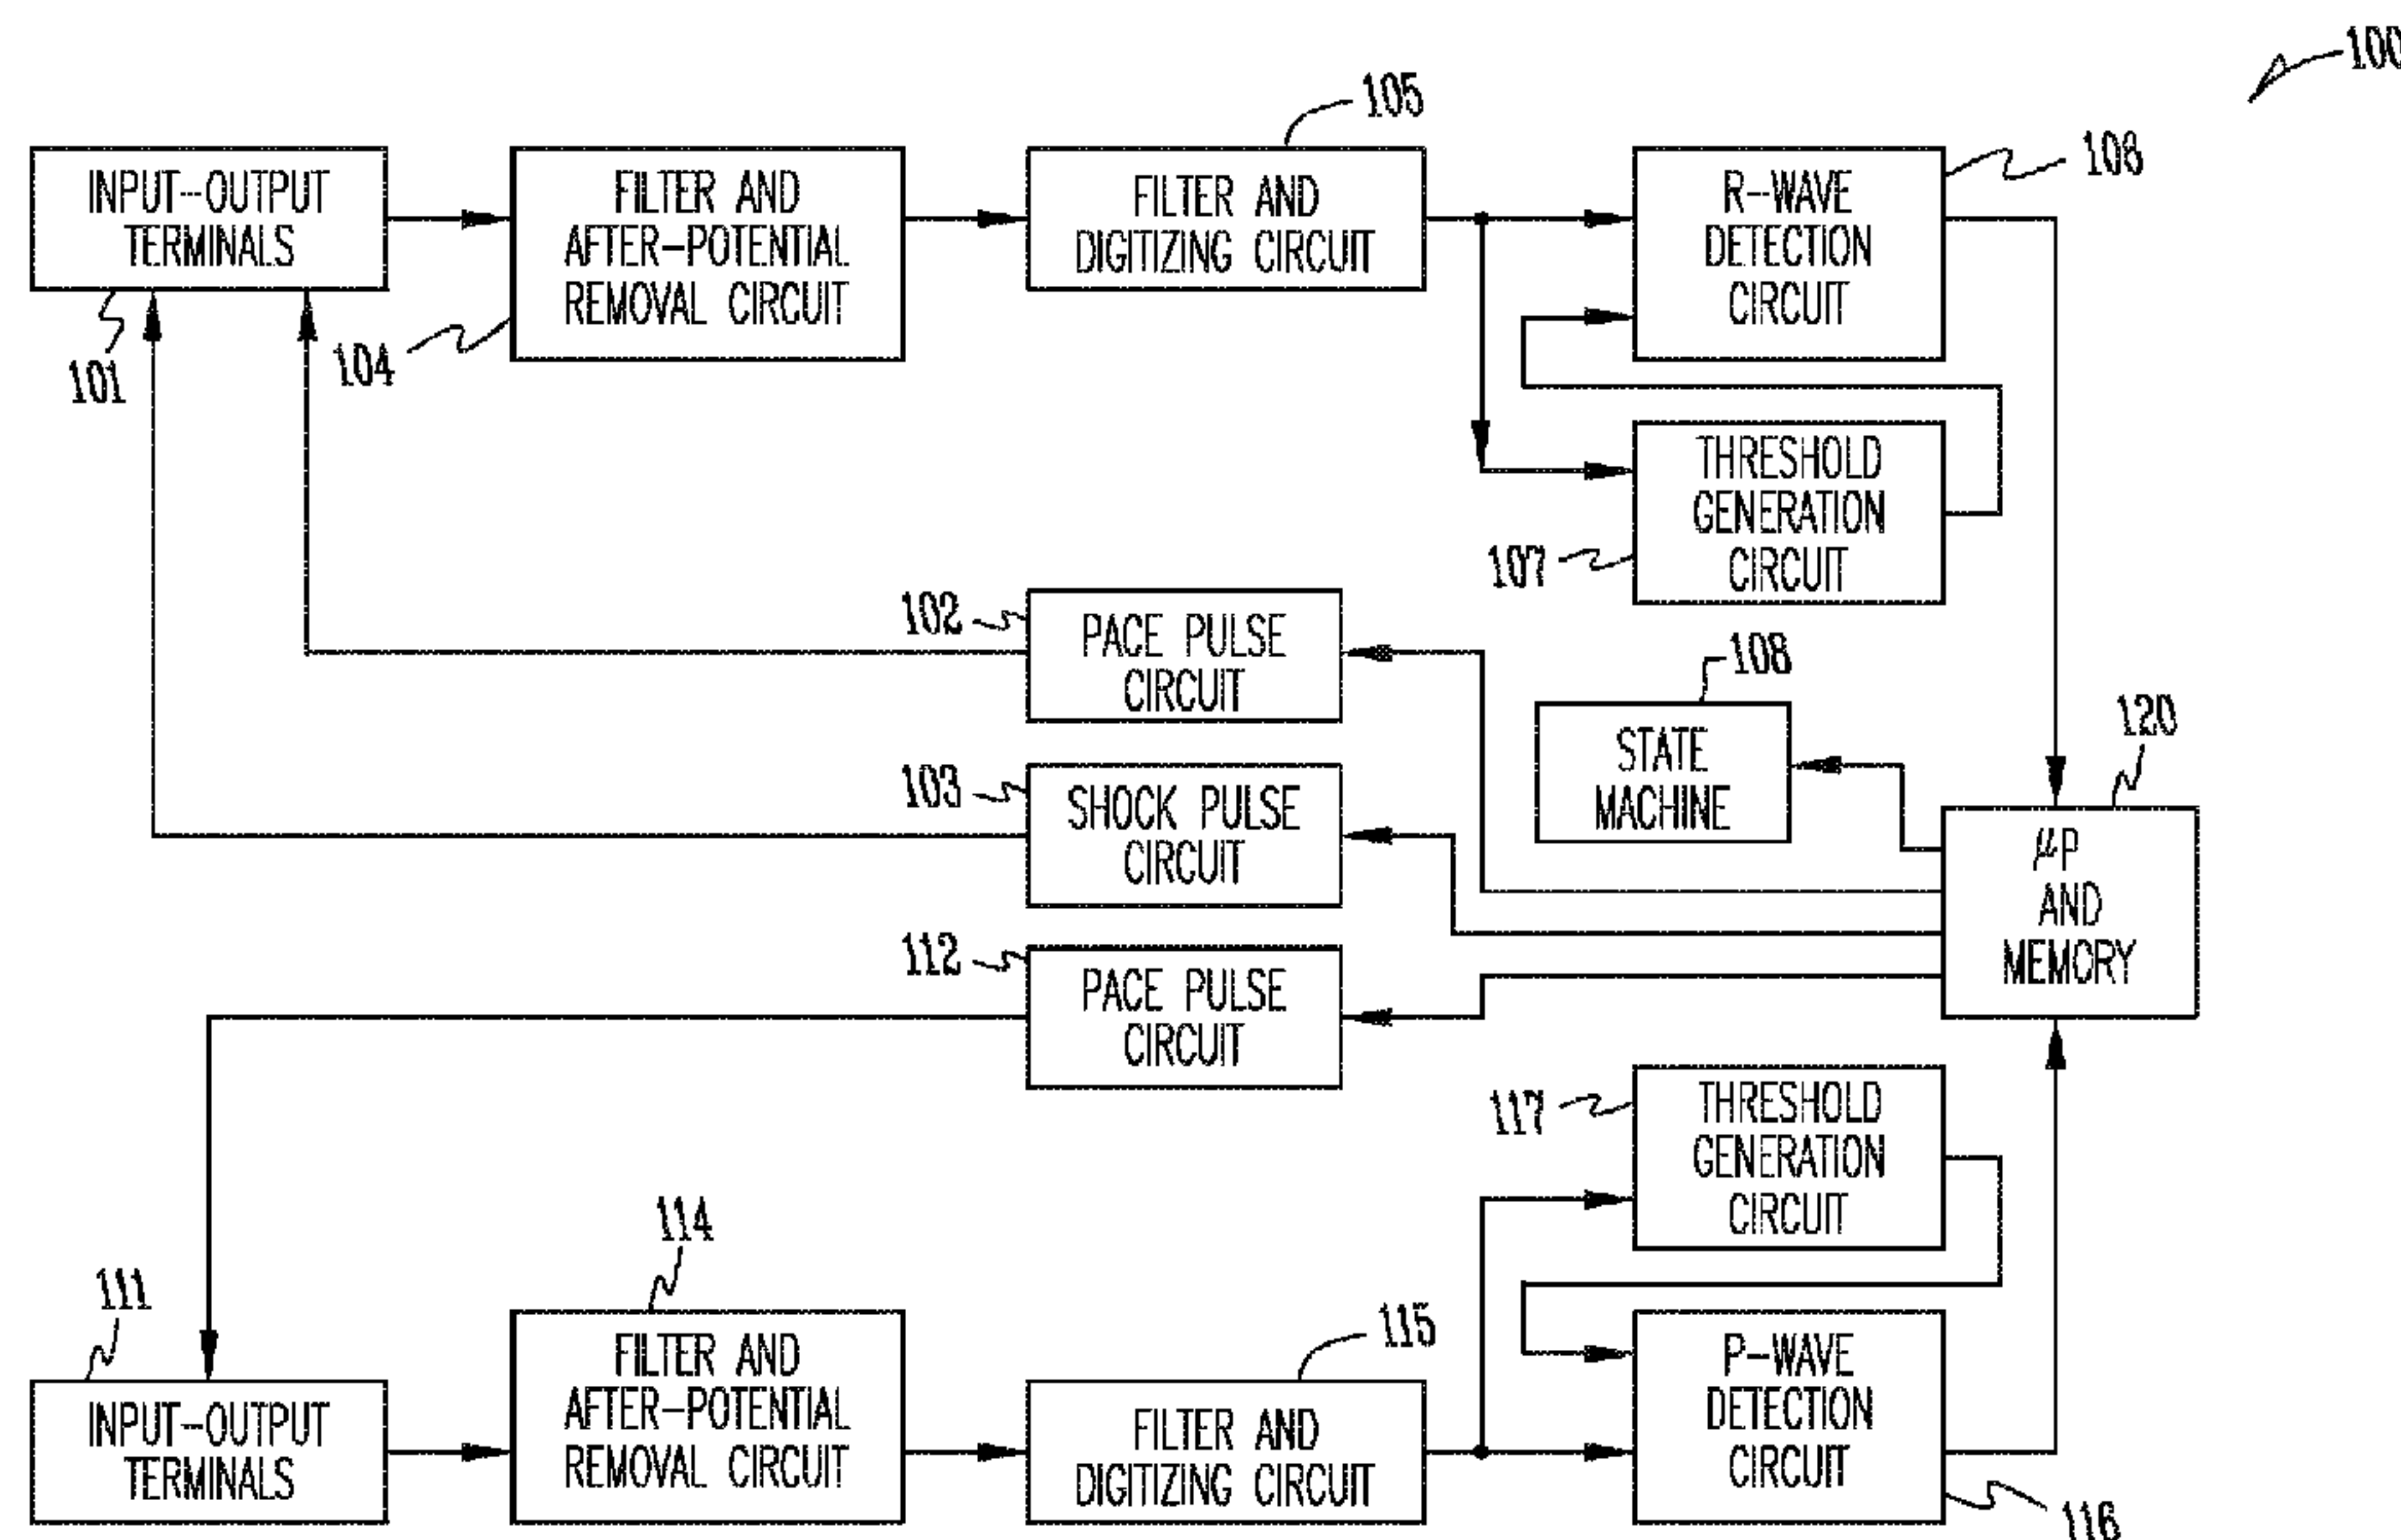 100
105
108
INPUT-OUTPUT
TERMINALS
101
FILTER AND
AFTER-POTENTIAL
REMOVAL CIRCUIT
104
FILTER AND
DIGITIZING CIRCUIT
R-WAVE
DETECTION
CIRCUIT
THRESHOLD
GENERATION
CIRCUIT
107
102
PACE PULSE
CIRCUIT
108
STATE
MACHINE
120
103
SHOCK PULSE
CIRCUIT
μP
AND
MEMORY
112
PACE PULSE
CIRCUIT
117
THRESHOLD
GENERATION
CIRCUIT
114
111
115
INPUT-OUTPUT
TERMINALS
FILTER AND
AFTER-POTENTIAL
REMOVAL CIRCUIT
FILTER AND
DIGITIZING CIRCUIT
P-WAVE
DETECTION
CIRCUIT
116